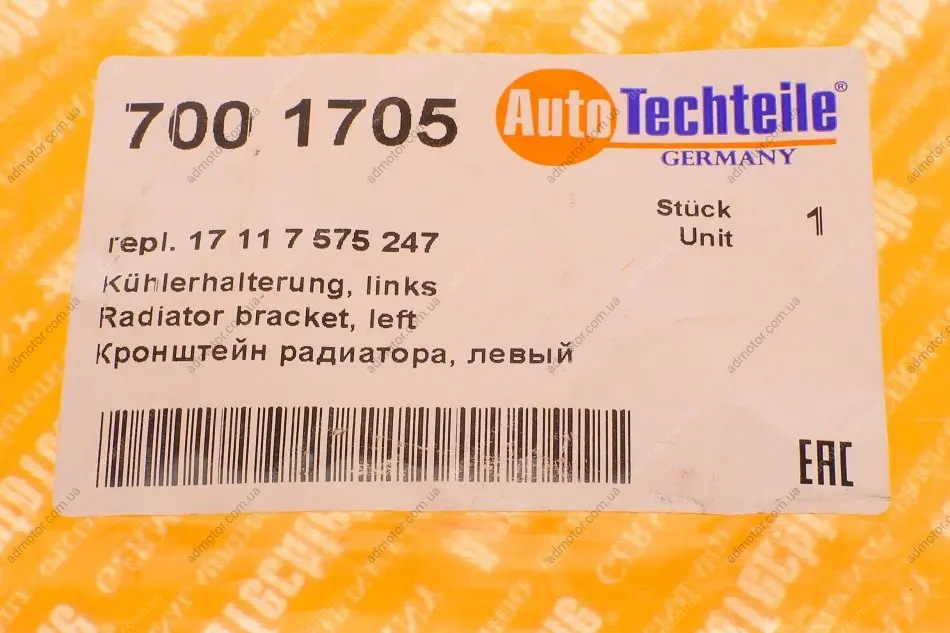 700 1705
AutoTechteile®
GERMANY
Stück 1
Unit
repl. 17 11 7 575 247
Kühlerhalterung, links
Radiator bracket, left
Кронштейн радиатора, левый
EAC
admotor.com.ua